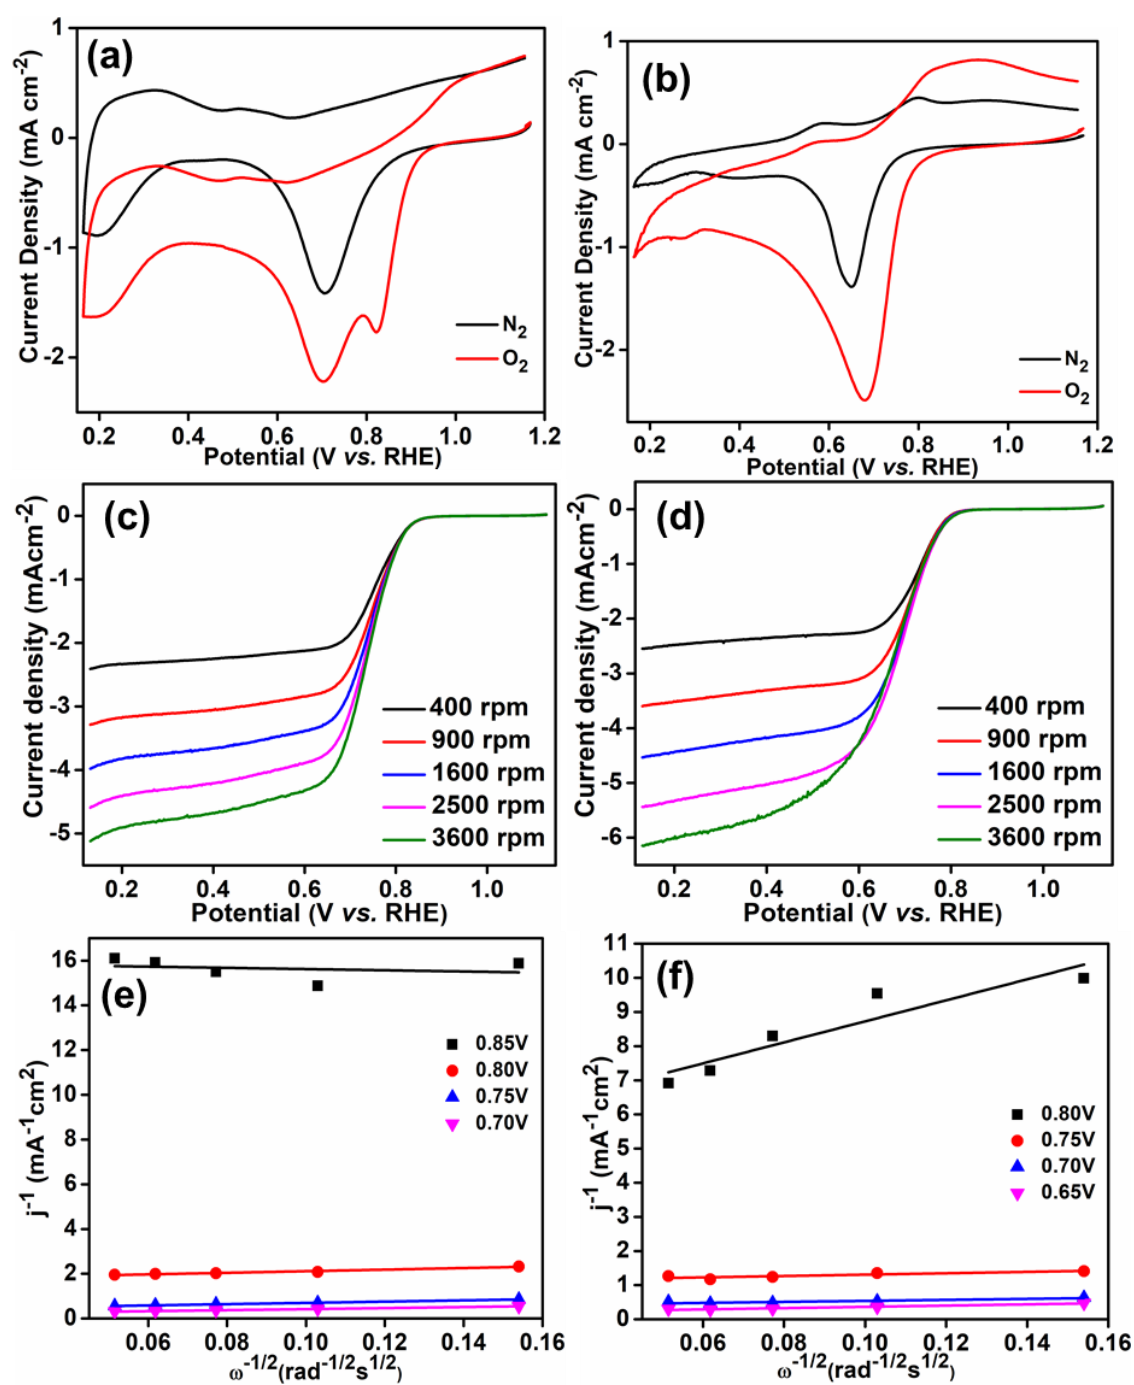 (a)
1
0
-1
-2
Current Density (mA cm-2)
N2
O2
0.2 0.4 0.6 0.8 1.0 1.2
Potential (V vs. RHE)
(b)
1
0
-1
-2
Current Density (mA cm-2)
N2
O2
0.2 0.4 0.6 0.8 1.0 1.2
Potential (V vs. RHE)
(c)
0
-1
-2
-3
-4
-5
Current density (mAcm-2)
400 rpm
900 rpm
1600 rpm
2500 rpm
3600 rpm
0.2 0.4 0.6 0.8 1.0
Potential (V vs. RHE)
(d)
0
-1
-2
-3
-4
-5
-6
Current density (mAcm-2)
400 rpm
900 rpm
1600 rpm
2500 rpm
3600 rpm
0.2 0.4 0.6 0.8 1.0
Potential (V vs. RHE)
(e)
16
14
12
10
8
6
4
2
0
j-1 (mA-1cm2)
0.85V
0.80V
0.75V
0.70V
0.06 0.08 0.10 0.12 0.14 0.16
ω-1/2(rad-1/2s1/2)
(f)
11
10
9
8
7
6
5
4
3
2
1
0
j-1 (mA-1cm2)
0.80V
0.75V
0.70V
0.65V
0.06 0.08 0.10 0.12 0.14 0.16
ω-1/2(rad-1/2s1/2)